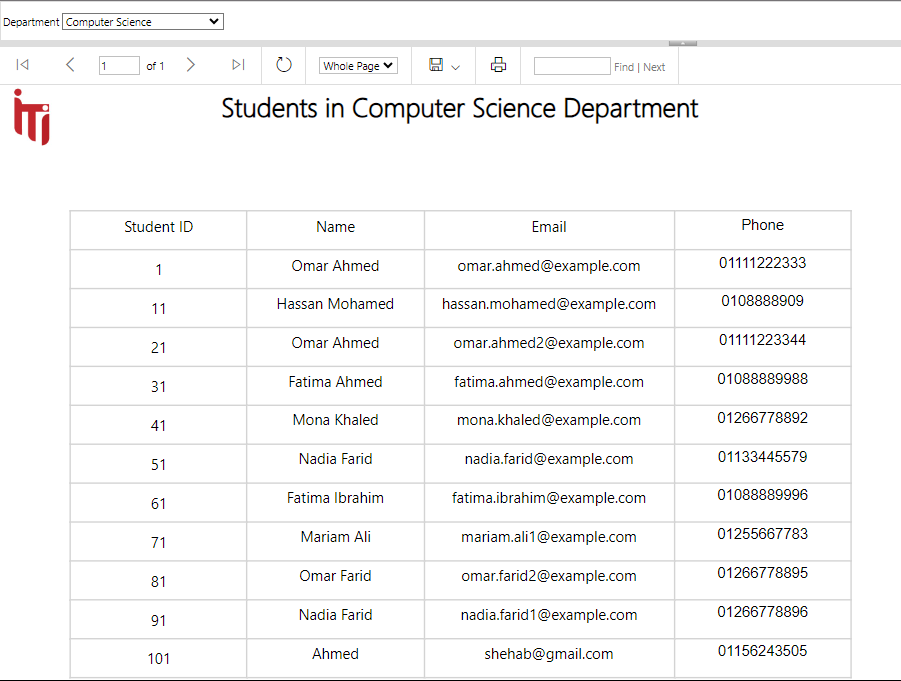 Department Computer Science
1 of 1 Whole Page Find | Next
iTi
Students in Computer Science Department
Student ID Name Email Phone
1 Omar Ahmed omar.ahmed@example.com 01111222333
11 Hassan Mohamed hassan.mohamed@example.com 0108888909
21 Omar Ahmed omar.ahmed2@example.com 01111223344
31 Fatima Ahmed fatima.ahmed@example.com 01088889988
41 Mona Khaled mona.khaled@example.com 01266778892
51 Nadia Farid nadia.farid@example.com 01133445579
61 Fatima Ibrahim fatima.ibrahim@example.com 01088889996
71 Mariam Ali mariam.ali1@example.com 01255667783
81 Omar Farid omar.farid2@example.com 01266778895
91 Nadia Farid nadia.farid1@example.com 01266778896
101 Ahmed shehab@gmail.com 01156243505